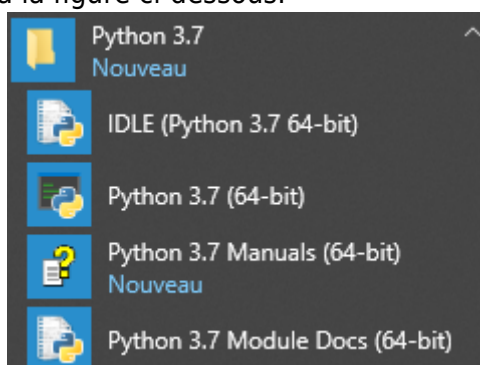 à la figure ci-dessous.
Python 3.7
Nouveau
IDLE (Python 3.7 64-bit)
Python 3.7 (64-bit)
Python 3.7 Manuals (64-bit)
Nouveau
Python 3.7 Module Docs (64-bit)